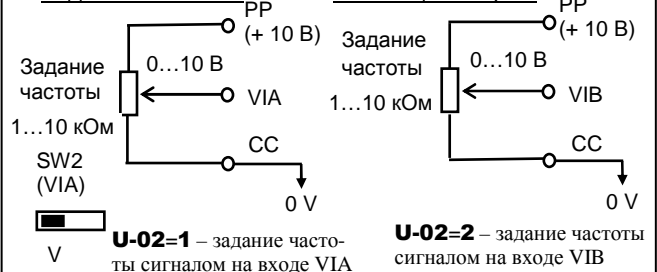 PP
(+ 10 В)
Задание
частоты
0…10 В
VIA
1…10 кОм
CC
SW2
(VIA)
0 V
V
U-02=1 – задание часто-
ты сигналом на входе VIA
PP
(+ 10 В)
Задание
частоты
0…10 В
VIB
1…10 кОм
CC
0 V
U-02=2 – задание частоты
сигналом на входе VIB